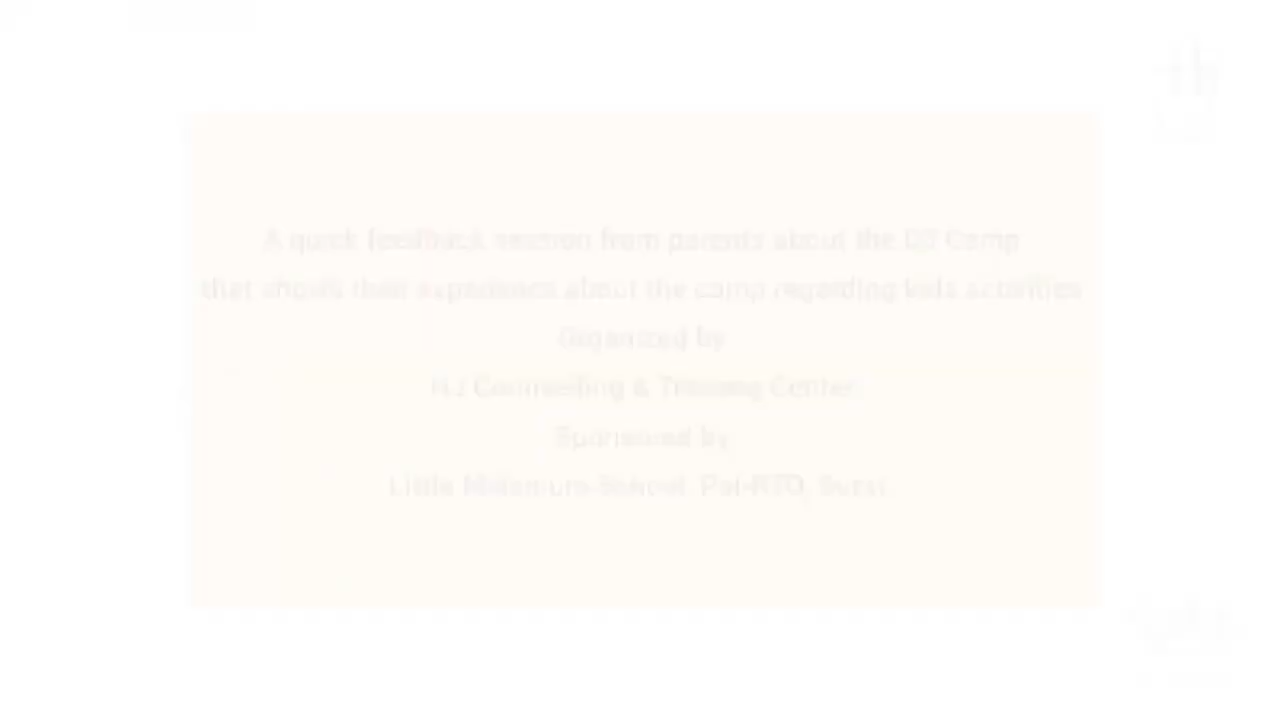 A quick feedback session from parents about the Camp
that shows their experience about the camp regarding kids activities
Organized by
Counselling & Training Center
Sponsored by
Little Millennium School, Pal-RTO, Surat